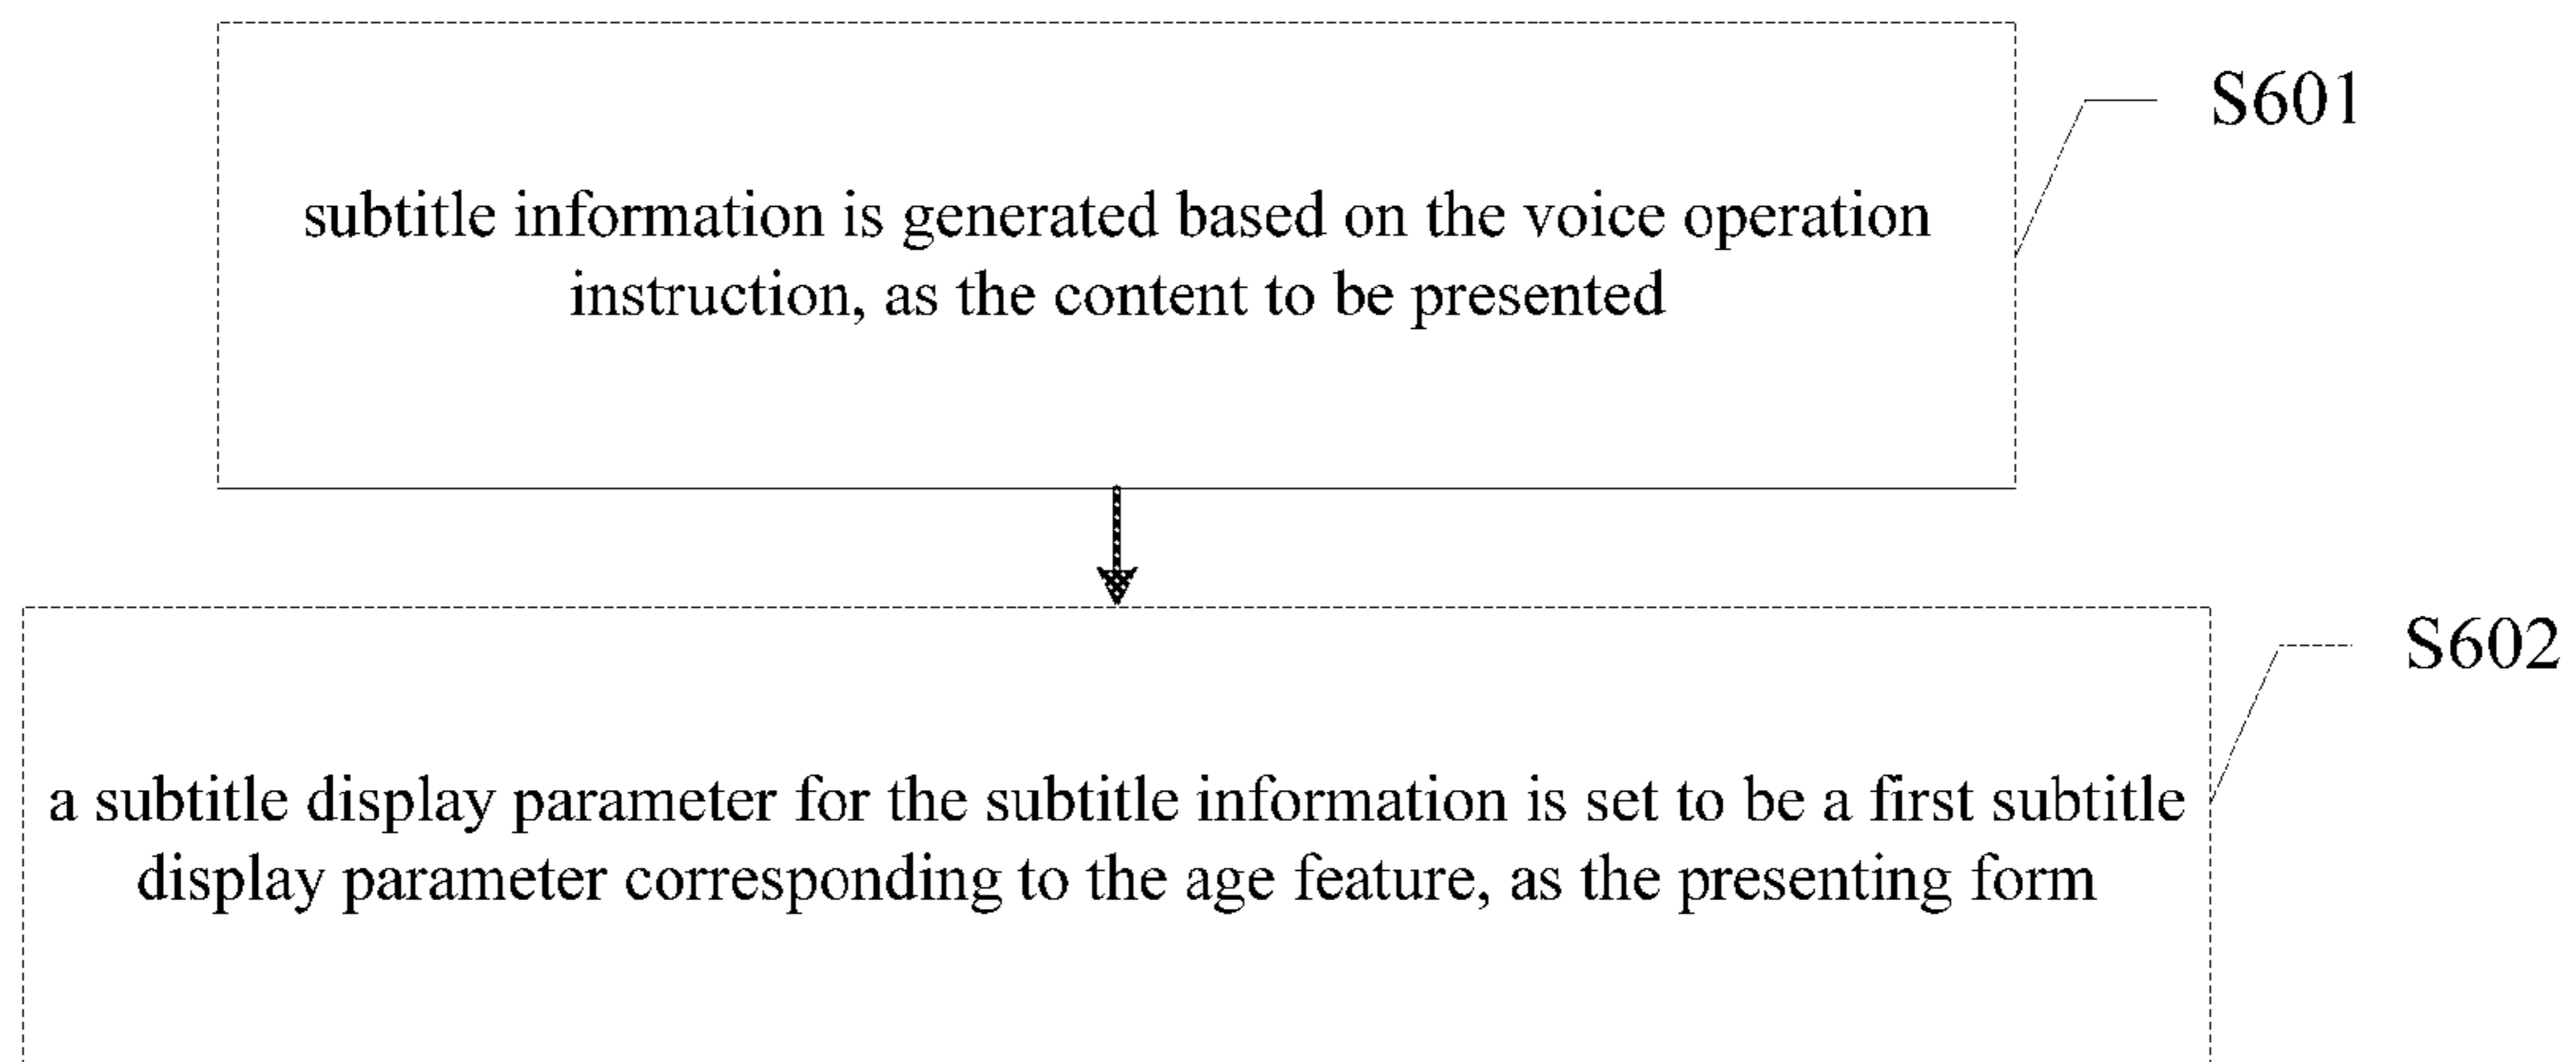 S601
subtitle information is generated based on the voice operation
instruction, as the content to be presented
S602
a subtitle display parameter for the subtitle information is set to be a first subtitle
display parameter corresponding to the age feature, as the presenting form